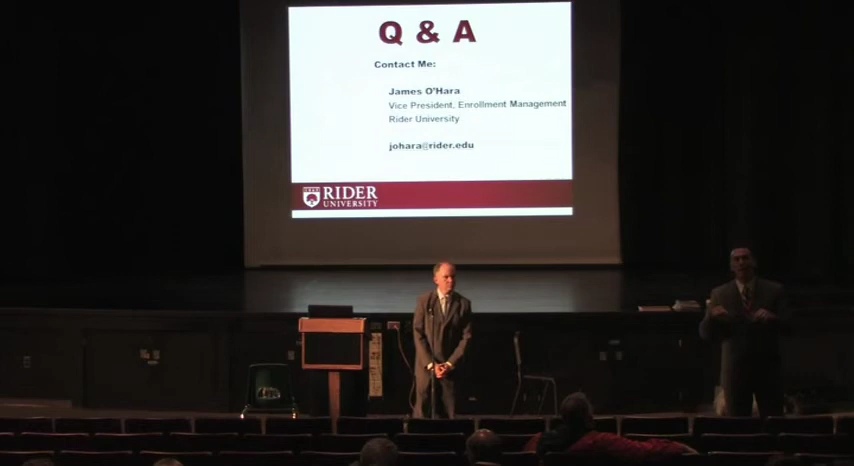 Q & A
Contact Me:
James O'Hara
Vice President, Enrollment Management
Rider University
johara@rider.edu
RIDER
UNIVERSITY